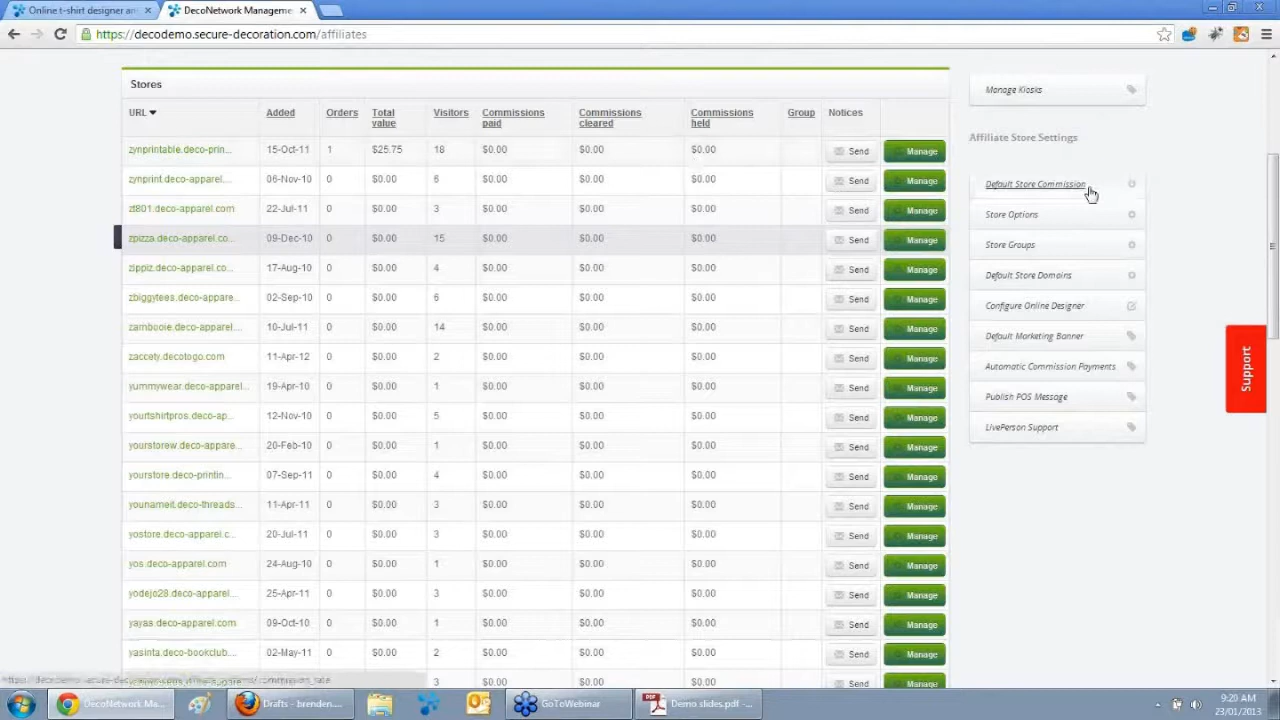 Online t-shirt designer an × DecoNetwork Manageme ×
https://decodemo.secure-decoration.com/affiliates
Stores
URL Added Orders Total value Visitors Commissions paid Commissions cleared Commissions held Group Notices
zynprintable.deco-prin... 15-Oct-11 0 $25.75 18 $0.00 $0.00 $0.00 Send Manage
zynprint.deco-apparel... 06-Nov-10 0 $0.00 6 $0.00 $0.00 $0.00 Send Manage
zt801.deco-apparel.com 22-Jul-11 0 $0.00 3 $0.00 $0.00 $0.00 Send Manage
zpizza.deco-apparel.co... 09-Dec-10 0 $0.00 15 $0.00 $0.00 $0.00 Send Manage
zippiz.deco-apparel.co... 17-Aug-10 0 $0.00 4 $0.00 $0.00 $0.00 Send Manage
zbiggytees.deco-appare... 02-Sep-10 0 $0.00 6 $0.00 $0.00 $0.00 Send Manage
zambooie.deco-apparel... 10-Jul-11 0 $0.00 14 $0.00 $0.00 $0.00 Send Manage
zaccety.decotogo.com 11-Apr-12 0 $0.00 2 $0.00 $0.00 $0.00 Send Manage
yummywear.deco-apparel... 19-Apr-10 0 $0.00 1 $0.00 $0.00 $0.00 Send Manage
yourtshirtpros.deco-ap... 12-Nov-10 0 $0.00 5 $0.00 $0.00 $0.00 Send Manage
yourstorew.deco-appare... 20-Feb-10 0 $0.00 1 $0.00 $0.00 $0.00 Send Manage
yourstore.deco-printin... 07-Sep-11 0 $0.00 4 $0.00 $0.00 $0.00 Send Manage
younameit.deco-threads... 11-Apr-11 0 $0.00 3 $0.00 $0.00 $0.00 Send Manage
yostore.deco-apparel.c... 20-Jul-11 0 $0.00 3 $0.00 $0.00 $0.00 Send Manage
yos.deco-apparel.com 24-Aug-10 0 $0.00 1 $0.00 $0.00 $0.00 Send Manage
yodejo28.deco-apparel... 25-Apr-11 0 $0.00 3 $0.00 $0.00 $0.00 Send Manage
yayas.deco-apparel.com 09-Oct-10 0 $0.00 1 $0.00 $0.00 $0.00 Send Manage
yasinta.decobookclub... 02-May-11 0 $0.00 2 $0.00 $0.00 $0.00 Send Manage
3 $0.00 $0.00 $0.00 Send Manage
Manage Kiosks
Affiliate Store Settings
Default Store Commission
Store Options
Store Groups
Default Store Domains
Configure Online Designer
Default Marketing Banner
Automatic Commission Payments
Publish POS Message
LivePerson Support
Support
DecoNetwork Ma... Drafts - brenden.... GoToWebinar Demo slides.pdf -...
9:20 AM
23/01/2013